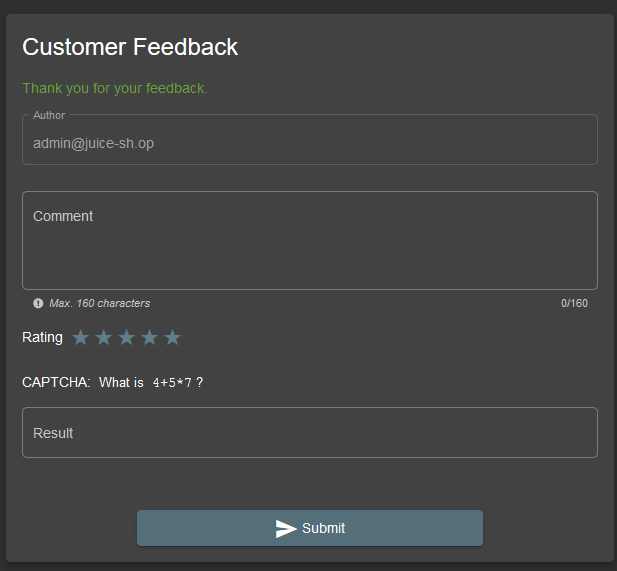 Customer Feedback
Thank you for your feedback.
Author
admin@juice-sh.op
Comment
Max. 160 characters 0/160
Rating
CAPTCHA: What is 4+5*7 ?
Result
Submit